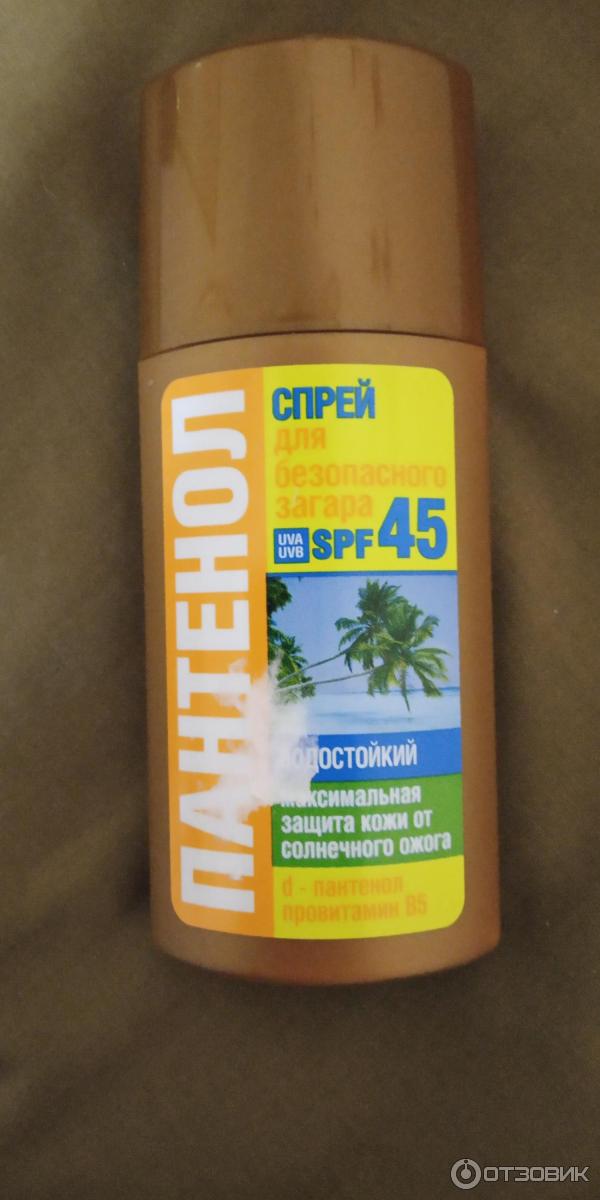 ПАНТЕНОЛ
СПРЕЙ
для
безопасного
загара
UVA
UVB
SPF 45
водостойкий
максимальная
защита кожи от
солнечного ожога
d - пантенол
провитамин B5
ОТЗОВИК